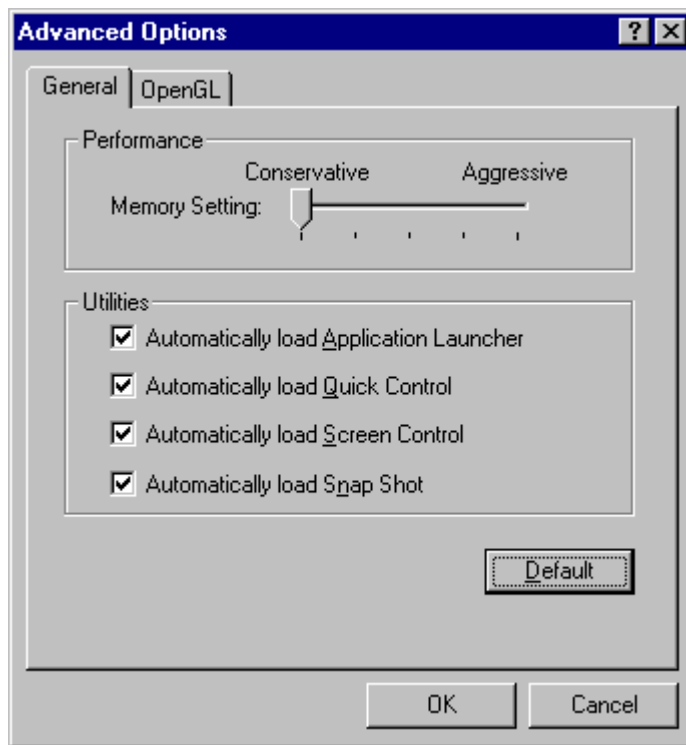 Advanced Options
General OpenGL
Performance
Conservative Aggressive
Memory Setting:
Utilities
Automatically load Application Launcher
Automatically load Quick Control
Automatically load Screen Control
Automatically load Snap Shot
Default
OK Cancel